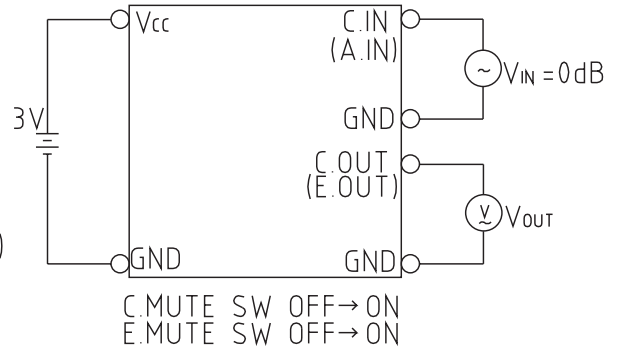 Vcc
C.IN
(A.IN)
VIN=0dB
3V
GND
C.OUT
(E.OUT)
V
VOUT
GND
GND
)
C.MUTE SW OFF→ON
E.MUTE SW OFF→ON